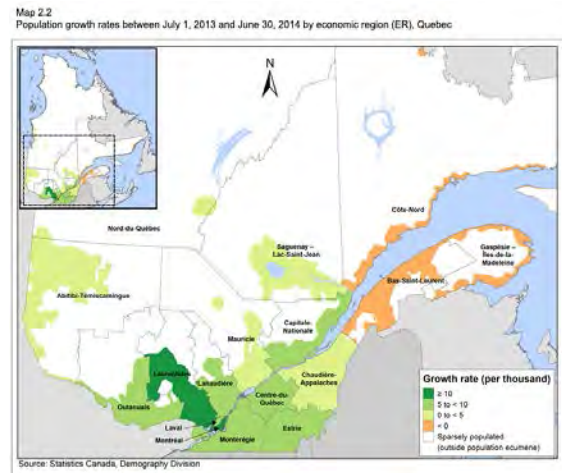 Map 2.2
Population growth rates between July 1, 2013 and June 30, 2014 by economic region (ER), Quebec
N
Côte-Nord
Nord-du-Québec
Gaspésie –
Îles-de-la-
Madeleine
Saguenay –
Lac-Saint-Jean
Bas-Saint-Laurent
Abitibi-Témiscamingue
Capitale-
Nationale
Mauricie
Chaudière-
Appalaches
Laurentides
Lanaudière
Centre-du-
Québec
Outaouais
Laval
Montréal
Montérégie
Estrie
Growth rate (per thousand)
≥ 10
5 to < 10
0 to < 5
< 0
Sparsely populated
(outside population ecumene)
Source: Statistics Canada, Demography Division